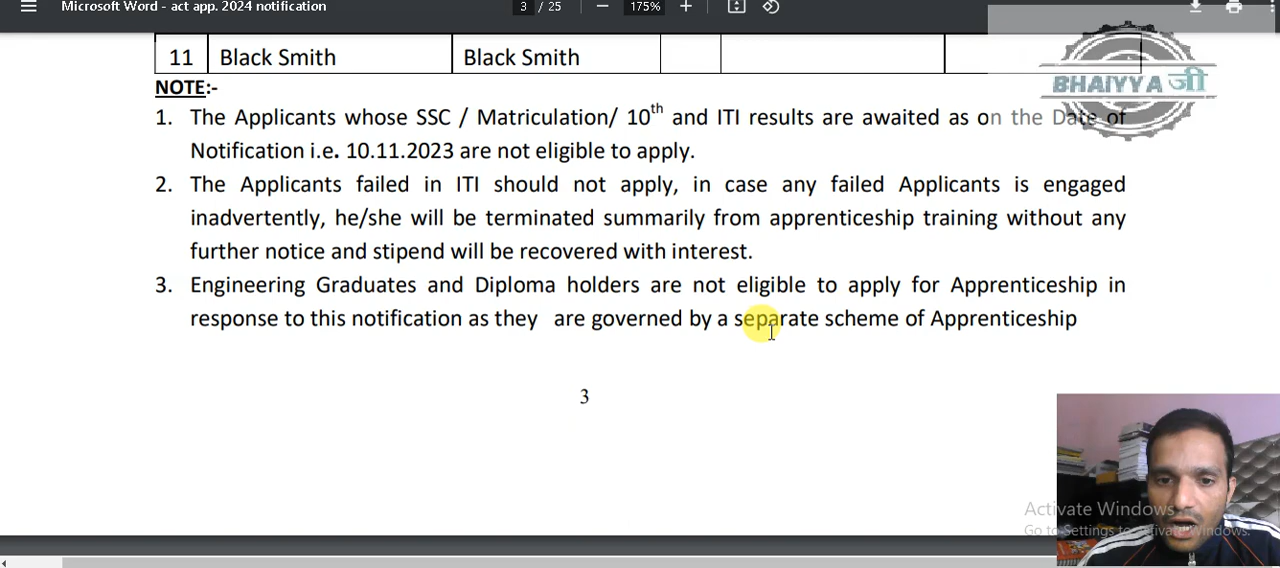 Microsoft Word - act app. 2024 notification
3 / 25
175%
11 Black Smith Black Smith
BHAIYYA जी
NOTE:-
1. The Applicants whose SSC / Matriculation/ 10th and ITI results are awaited as on the Date of
Notification i.e. 10.11.2023 are not eligible to apply.
2. The Applicants failed in ITI should not apply, in case any failed Applicants is engaged
inadvertently, he/she will be terminated summarily from apprenticeship training without any
further notice and stipend will be recovered with interest.
3. Engineering Graduates and Diploma holders are not eligible to apply for Apprenticeship in
response to this notification as they are governed by a separate scheme of Apprenticeship
3
Activate Windows
Go to Settings to activate Windows.